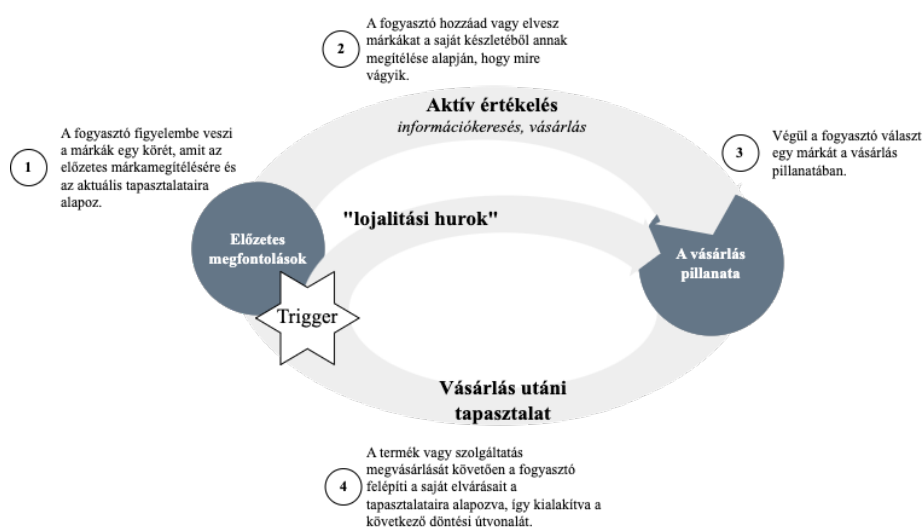 2
A fogyasztó hozzáad vagy elvesz
márkákat a saját készletéből annak
megítélése alapján, hogy mire
vágyik.
Aktív értékelés
információkeresés, vásárlás
1
A fogyasztó figyelembe veszi
a márkák egy körét, amit az
előzetes márkamegítélésére és
az aktuális tapasztalataira
alapoz.
3
Végül a fogyasztó választ
egy márkát a vásárlás
pillanatában.
"lojalitási hurok"
Előzetes
megfontolások
A vásárlás
pillanata
Trigger
Vásárlás utáni
tapasztalat
4
A termék vagy szolgáltatás
megvásárlását követően a fogyasztó
felépíti a saját elvárásait a
tapasztalataira alapozva, így kialakítva a
következő döntési útvonalát.